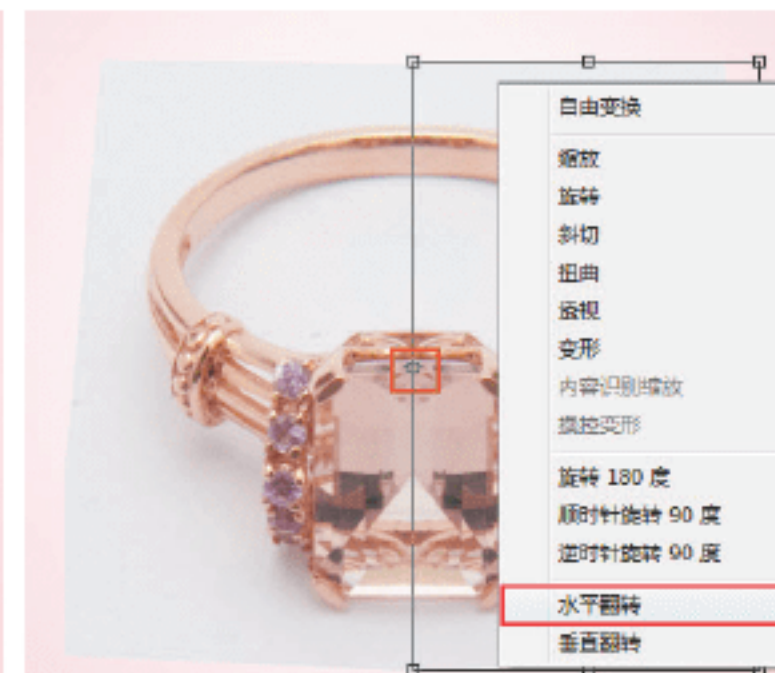 自由变换
缩放
旋转
斜切
扭曲
透视
变形
内容识别缩放
操控变形
旋转 180 度
顺时针旋转 90 度
逆时针旋转 90 度
水平翻转
垂直翻转